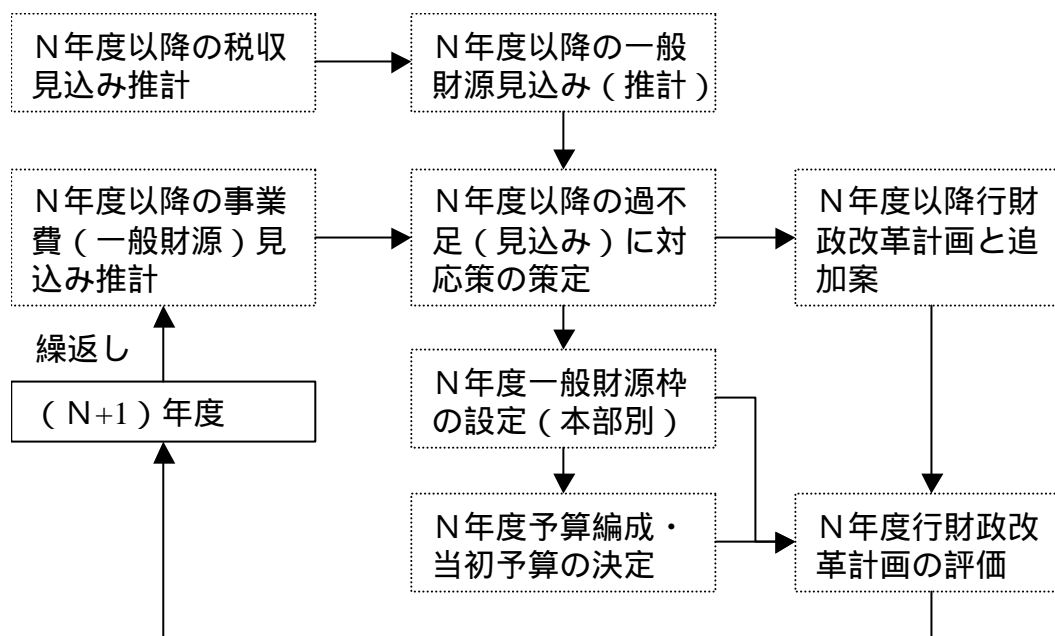 N年度以降の税収
見込み推計
N年度以降の一般
財源見込み(推計)
N年度以降の事業
費(一般財源)見
込み推計
N年度以降の過不
足(見込み)に対
応策の策定
N年度以降行財
政改革計画と追
加案
繰返し
(N+1)年度
N年度一般財源枠
の設定(本部別)
N年度予算編成・
当初予算の決定
N年度行財政改
革計画の評価